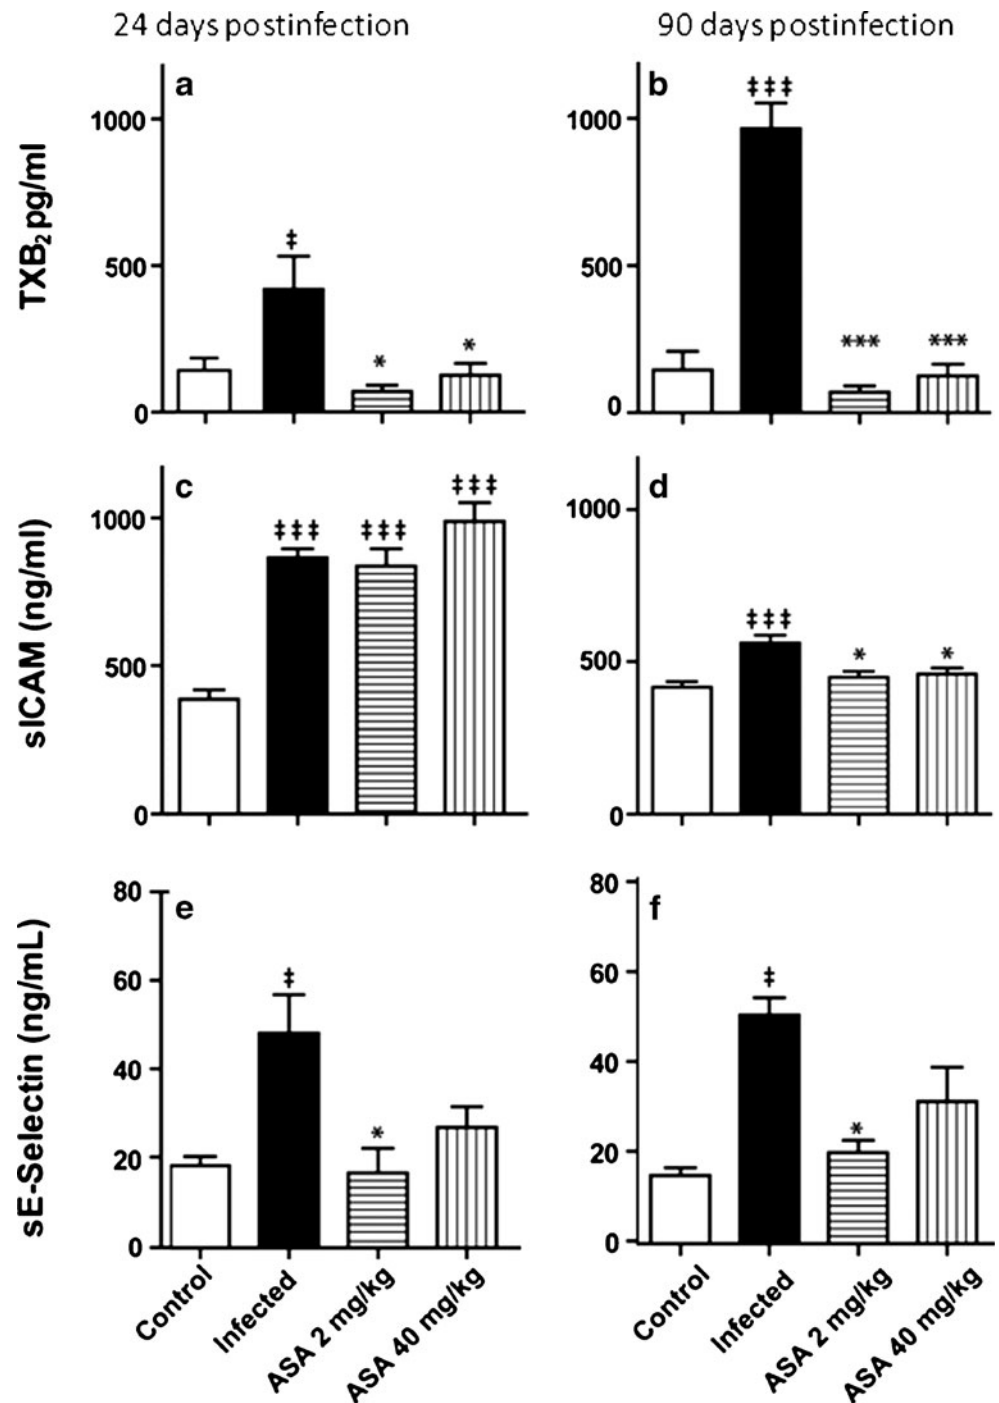 24 days postinfection
90 days postinfection
TXB₂ pg/ml
a
1000
500
0
‡
*
*
b
1000
500
0
‡‡‡
***
***
sICAM (ng/ml)
c
1000
500
0
‡‡‡
‡‡‡
‡‡‡
d
1000
500
0
‡‡‡
*
*
sE-Selectin (ng/mL)
e
80
60
40
20
0
‡
*
f
80
60
40
20
0
‡
*
Control
Infected
ASA 2 mg/kg
ASA 40 mg/kg
Control
Infected
ASA 2 mg/kg
ASA 40 mg/kg